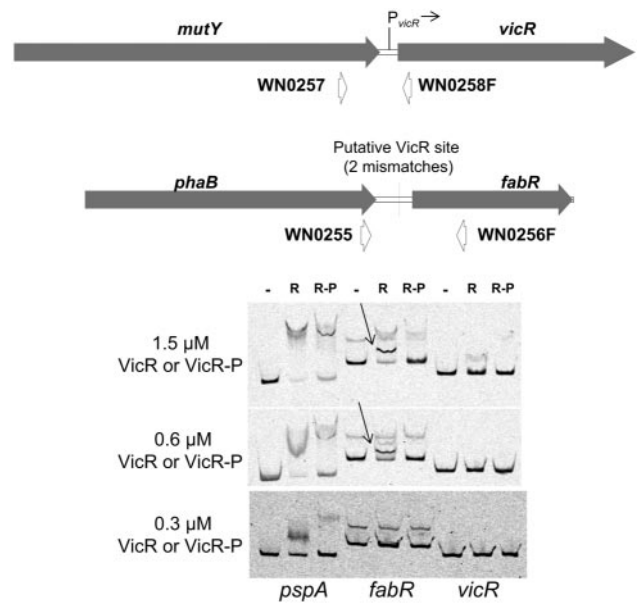 P vicR →
mutY vicR
WN0257 WN0258F
Putative VicR site
(2 mismatches)
phaB fabR
WN0255 WN0256F
- R R-P - R R-P - R R-P
1.5 µM
VicR or VicR-P
0.6 µM
VicR or VicR-P
0.3 µM
VicR or VicR-P
pspA fabR vicR